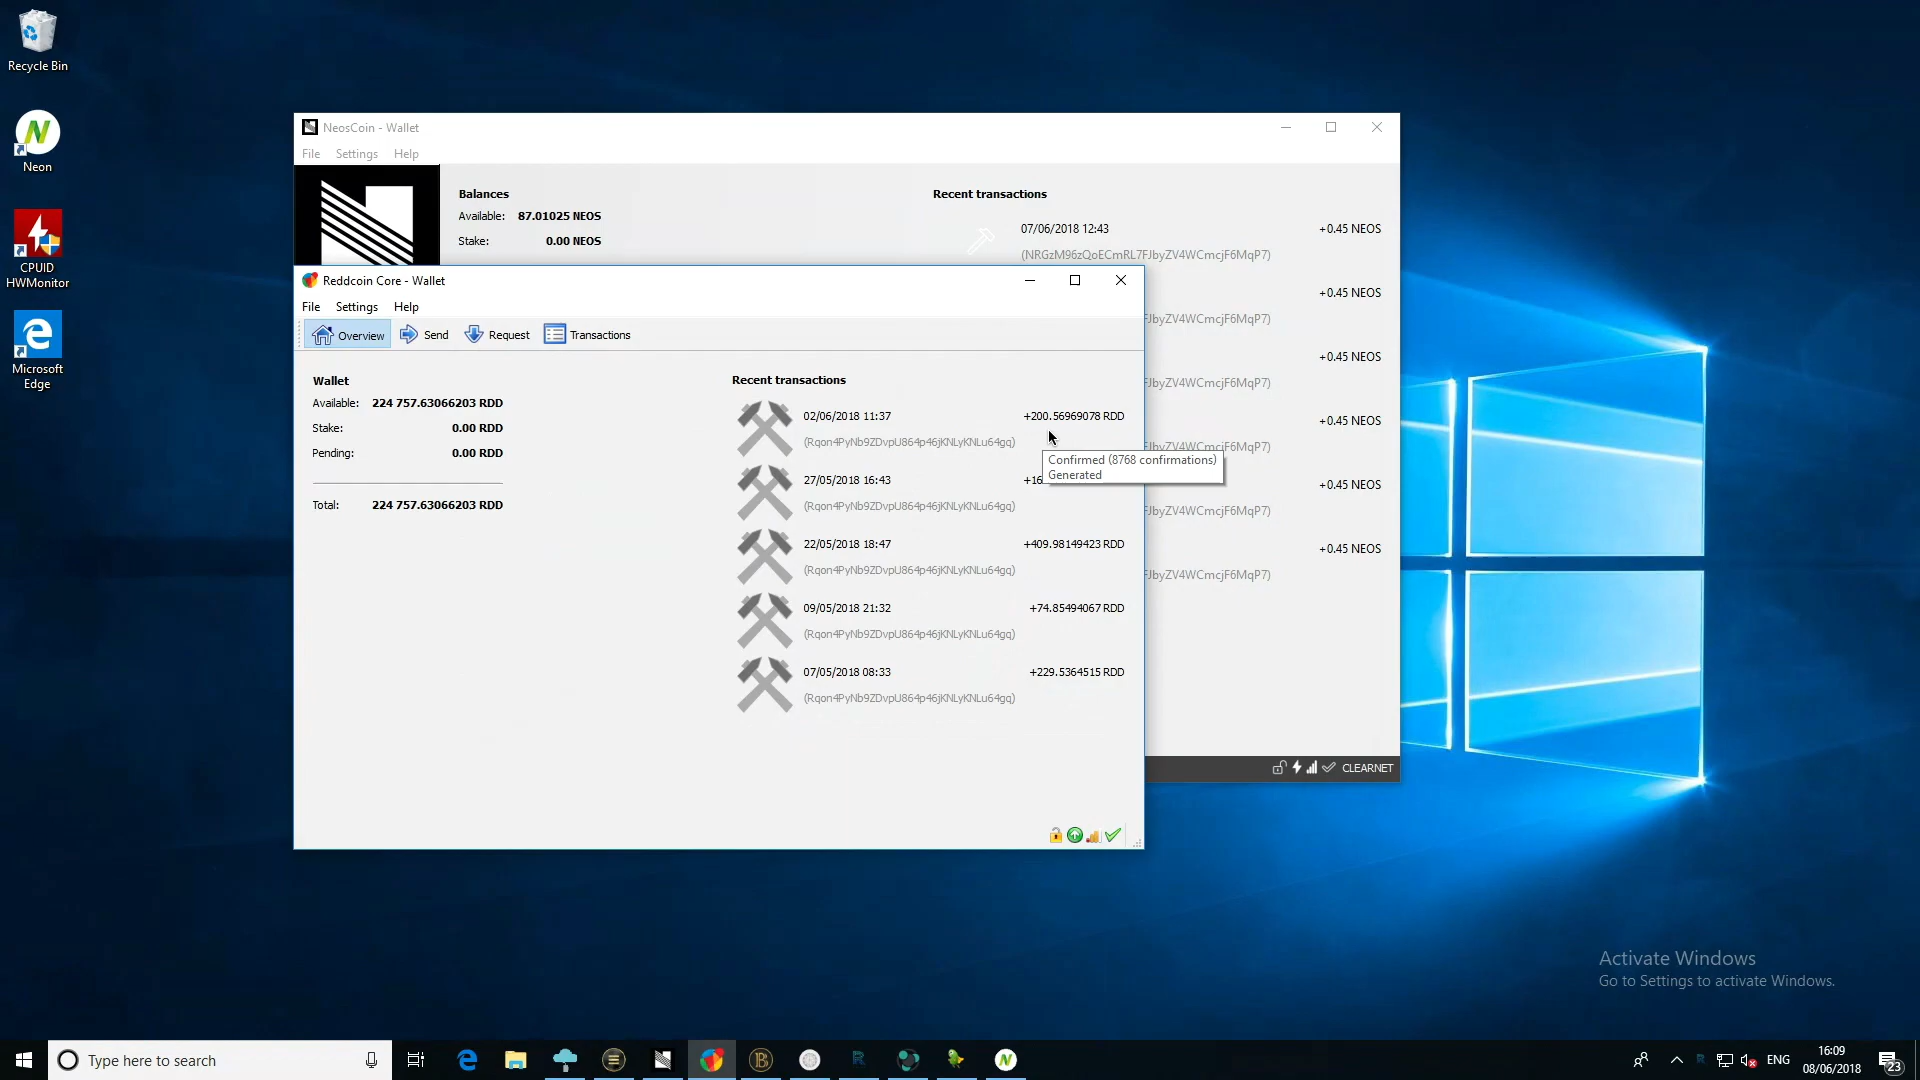 Recycle Bin
Neon
CPUID
HWMonitor
Microsoft
Edge
NeosCoin - Wallet
File Settings Help
Balances
Available: 87.01025 NEOS
Stake: 0.00 NEOS
Recent transactions
07/06/2018 12:43 +0.45 NEOS
(NRGzM96zQoECmRL7FJbyZV4WCmcjF6MqP7)
+0.45 NEOS
FJbyZV4WCmcjF6MqP7)
+0.45 NEOS
FJbyZV4WCmcjF6MqP7)
+0.45 NEOS
FJbyZV4WCmcjF6MqP7)
+0.45 NEOS
FJbyZV4WCmcjF6MqP7)
+0.45 NEOS
FJbyZV4WCmcjF6MqP7)
CLEARNET
Reddcoin Core - Wallet
File Settings Help
Overview Send Request Transactions
Wallet
Available: 224 757.63066203 RDD
Stake: 0.00 RDD
Pending: 0.00 RDD
Total: 224 757.63066203 RDD
Recent transactions
02/06/2018 11:37 +200.56969078 RDD
(Rqon4PyNb9ZDvpU864p46jKNLyKNLu64gq)
Confirmed (8768 confirmations)
Generated
27/05/2018 16:43 +16
(Rqon4PyNb9ZDvpU864p46jKNLyKNLu64gq)
22/05/2018 18:47 +409.98149423 RDD
(Rqon4PyNb9ZDvpU864p46jKNLyKNLu64gq)
09/05/2018 21:32 +74.85494067 RDD
(Rqon4PyNb9ZDvpU864p46jKNLyKNLu64gq)
07/05/2018 08:33 +229.5364515 RDD
(Rqon4PyNb9ZDvpU864p46jKNLyKNLu64gq)
Activate Windows
Go to Settings to activate Windows.
Type here to search
ENG
16:09
08/06/2018
23